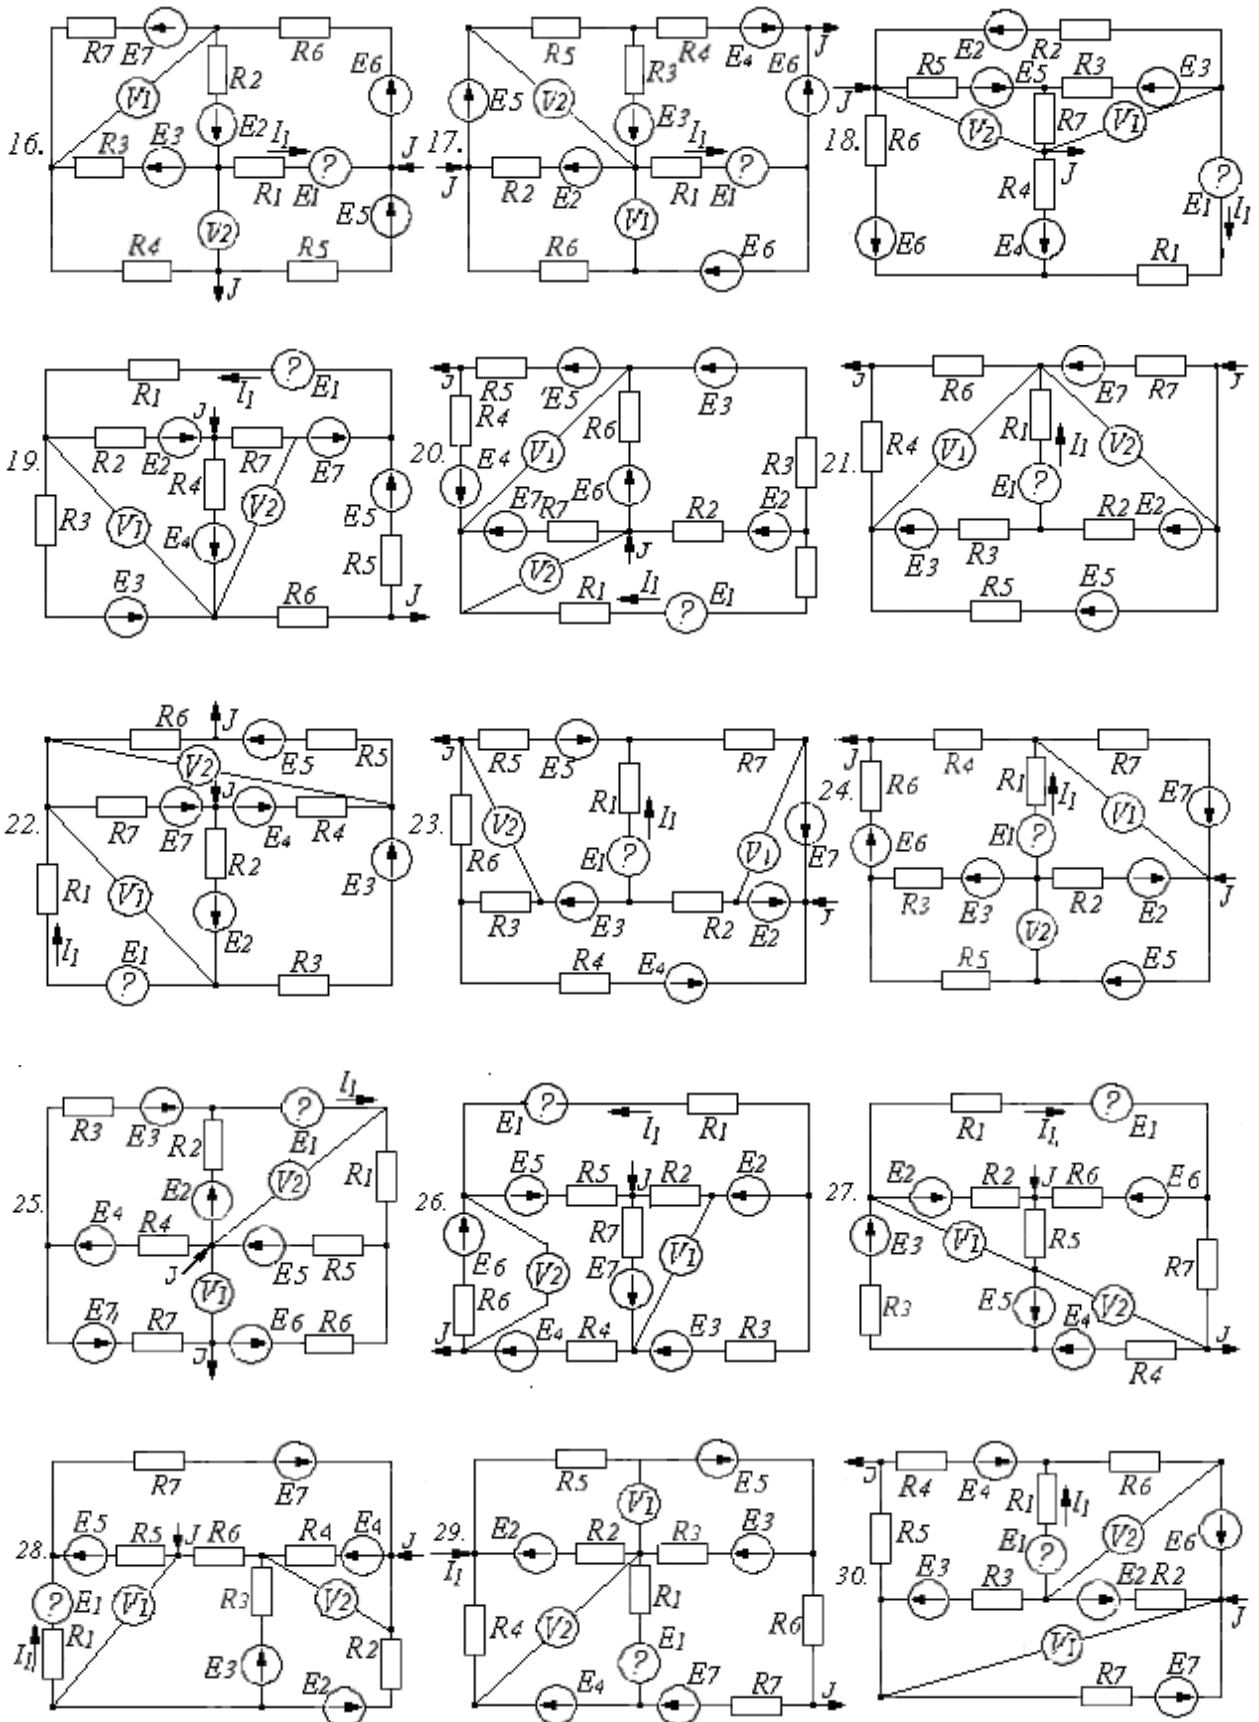 16. R7 E7 V1 R2 R6 E6 R3 E3 E2 I1 R1 E1 ? J V2 E5 R4 R5 J
17. R5 R4 E4 J E5 V2 R3 E6 E3 I1 J R2 E2 R1 E1 ? V1 R6 E6
18. E2 R2 J R5 E5 R3 E3 V2 R7 V1 R6 J R4 ? E1 I1 E6 E4 R1
19. R1 I1 ? E1 J R2 E2 R7 E7 R4 V2 R3 V1 E5 E4 R5 E3 R6 J
20. J R5 'E5 E3 R4 V1 R6 E4 R3 E7 R7 E6 R2 E2 J V2 R1 I1 ? E1
21. J R6 E7 R7 J R4 V1 R1 I1 V2 E1 ? R2 E2 E3 R3 R5 E5
22. R6 J E5 R5 V2 J R7 E7 E4 R4 R2 R1 V1 E3 I1 E2 E1 ? R3
23. J R5 E5 R7 V2 R1 I1 R6 E1 ? V1 E7 R3 E3 R2 E2 J R4 E4
24. J R4 R7 R6 R1 I1 V1 E7 E6 E1 ? R3 E3 R2 E2 J V2 R5 E5
25. R3 E3 ? E1 I1 R2 V2 R1 E2 E4 R4 J E5 R5 V1 E7 R7 E6 R6 J
26. E1 ? I1 R1 E5 R5 J R2 E2 R7 E6 V2 V1 E7 R6 J E4 R4 E3 R3
27. R1 I1 ? E1 E2 R2 J R6 E6 E3 V1 R5 R7 R3 E5 V2 E4 R4 J
28. R7 E7 E5 R5 J R6 R4 E4 J ? E1 V1 R3 V2 I1 R1 E3 R2 E2
29. R5 E5 V1 E2 R2 R3 E3 I1 R4 V2 R1 R6 ? E1 E4 E7 R7 J
30. J R4 E4 R6 R5 R1 I1 V2 E6 E1 ? E3 R3 E2 R2 J V1 R7 E7